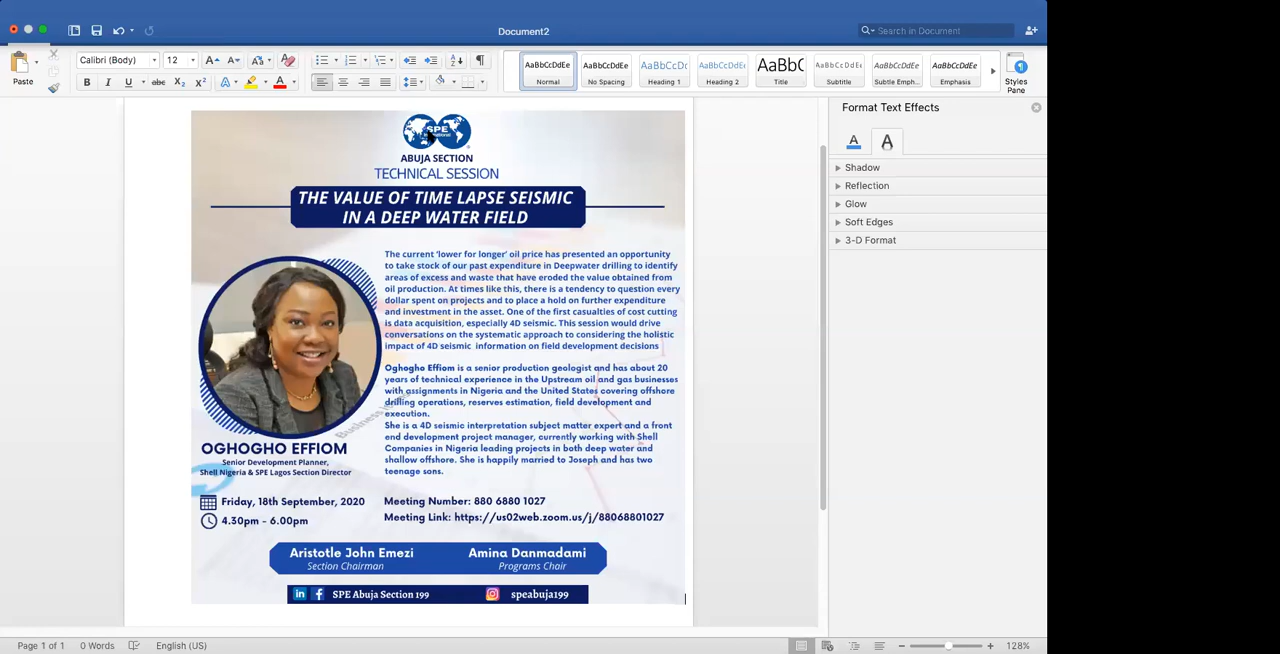 Document2
Search in Document
Paste
Calibri (Body)
12
AaBbCcDdEe
Normal
AaBbCcDdEe
No Spacing
AaBbCcDc
Heading 1
AaBbCcDdEe
Heading 2
AaBbC
Title
AaBbCcDdEe
Subtitle
AaBbCcDdEe
Subtle Emph...
AaBbCcDdEe
Emphasis
Styles
Pane
Format Text Effects
Shadow
Reflection
Glow
Soft Edges
3-D Format
SPE
International
ABUJA SECTION
TECHNICAL SESSION
THE VALUE OF TIME LAPSE SEISMIC
IN A DEEP WATER FIELD
The current 'lower for longer' oil price has presented an opportunity
to take stock of our past expenditure in Deepwater drilling to identify
areas of excess and waste that have eroded the value obtained from
oil production. At times like this, there is a tendency to question every
dollar spent on projects and to place a hold on further expenditure
and investment in the asset. One of the first casualties of cost cutting
is data acquisition, especially 4D seismic. This session would drive
conversations on the systematic approach to considering the holistic
impact of 4D seismic information on field development decisions
Oghogho Effiom is a senior production geologist and has about 20
years of technical experience in the Upstream oil and gas businesses
with assignments in Nigeria and the United States covering offshore
drilling operations, reserves estimation, field development and
execution.
She is a 4D seismic interpretation subject matter expert and a front
end development project manager, currently working with Shell
Companies in Nigeria leading projects in both deep water and
shallow offshore. She is happily married to Joseph and has two
teenage sons.
OGHOGHO EFFIOM
Senior Development Planner,
Shell Nigeria & SPE Lagos Section Director
Friday, 18th September, 2020
4.30pm - 6.00pm
Meeting Number: 880 6880 1027
Meeting Link: https://us02web.zoom.us/j/88068801027
Aristotle John Emezi
Section Chairman
Amina Danmadami
Programs Chair
in f SPE Abuja Section 199
speabuja199
Page 1 of 1
0 Words
English (US)
128%